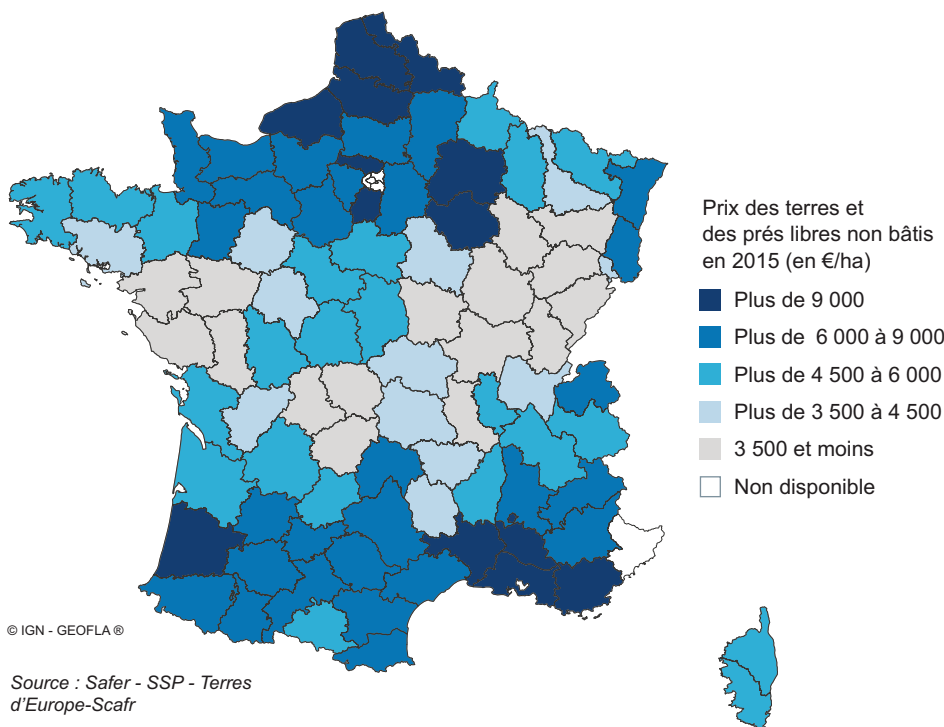 Prix des terres et
des prés libres non bâtis
en 2015 (en €/ha)
Plus de 9 000
Plus de 6 000 à 9 000
Plus de 4 500 à 6 000
Plus de 3 500 à 4 500
3 500 et moins
Non disponible
© IGN - GEOFLA ®
Source : Safer - SSP - Terres
d'Europe-Scafr